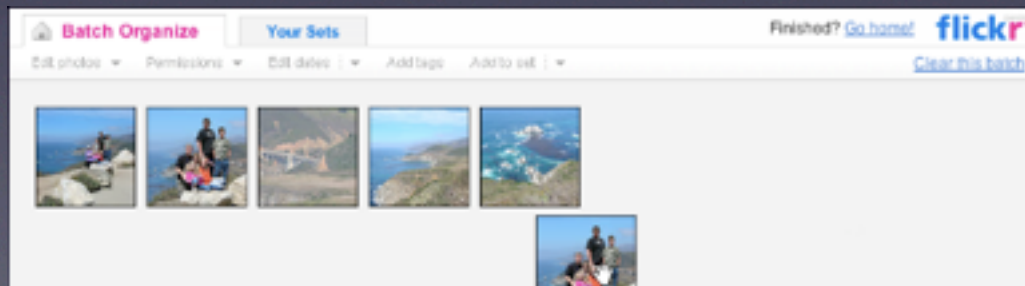 Batch Organize Your Sets Finished? Go home! flickr
Edit photos Permissions Edit dates Add tags Add to set Clear this batch